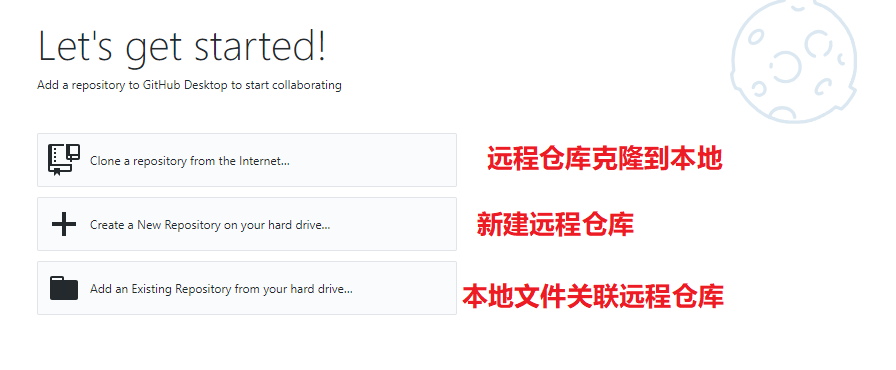 Let's get started!
Add a repository to GitHub Desktop to start collaborating
Clone a repository from the Internet...
远程仓库克隆到本地
Create a New Repository on your hard drive...
新建远程仓库
Add an Existing Repository from your hard drive...
本地文件关联远程仓库